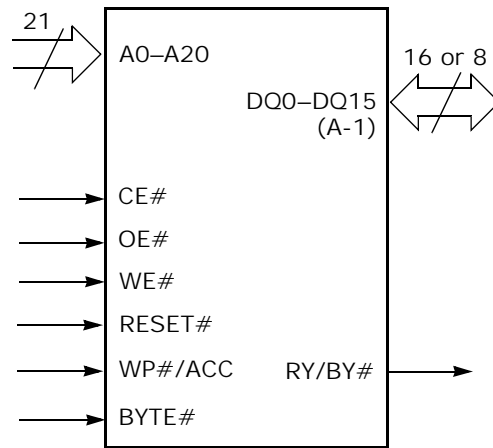 21
A0–A20
16 or 8
DQ0–DQ15
(A-1)
CE#
OE#
WE#
RESET#
WP#/ACC
RY/BY#
BYTE#